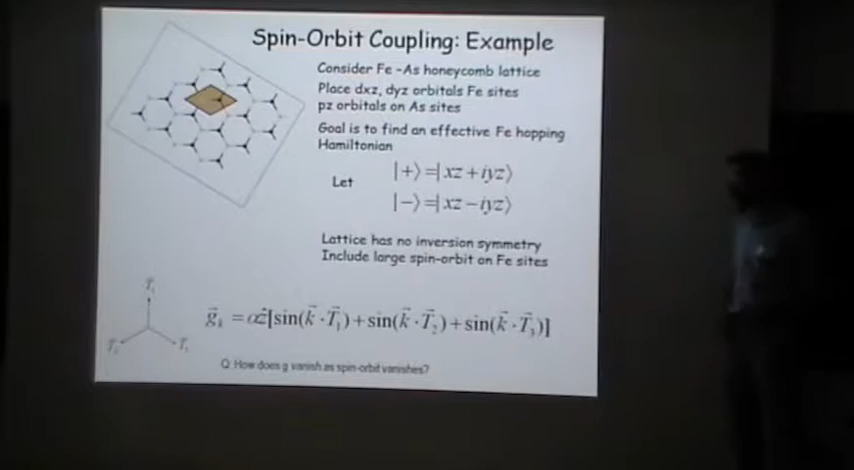 Spin-Orbit Coupling: Example
Consider Fe -As honeycomb lattice
Place dxz, dyz orbitals Fe sites
pz orbitals on As sites
Goal is to find an effective Fe hopping
Hamiltonian
Let
|+⟩=|xz+iyz⟩
|−⟩=|xz−iyz⟩
Lattice has no inversion symmetry
Include large spin-orbit on Fe sites
g⃗ₖ = αẑ[sin(k⃗·T⃗₁)+sin(k⃗·T⃗₂)+sin(k⃗·T⃗₃)]
Q: How does g vanish as spin-orbit vanishes?